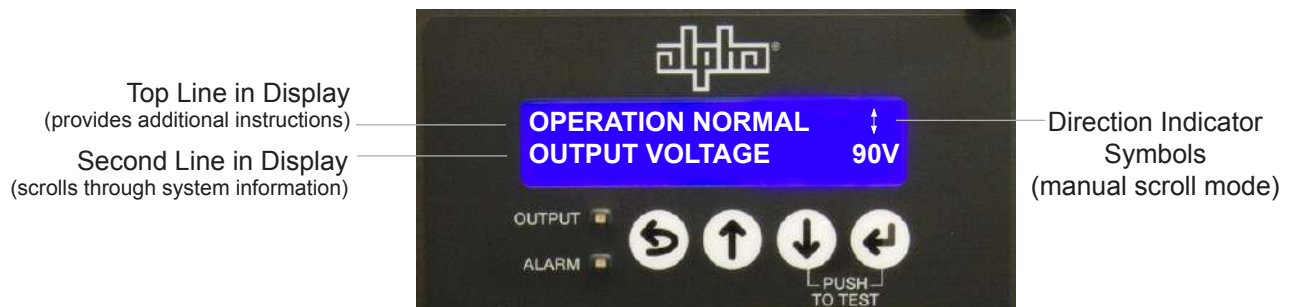 alpha®
Top Line in Display
(provides additional instructions)
Second Line in Display
(scrolls through system information)
OPERATION NORMAL ↕
OUTPUT VOLTAGE 90V
Direction Indicator
Symbols
(manual scroll mode)
OUTPUT
ALARM
PUSH
TO TEST